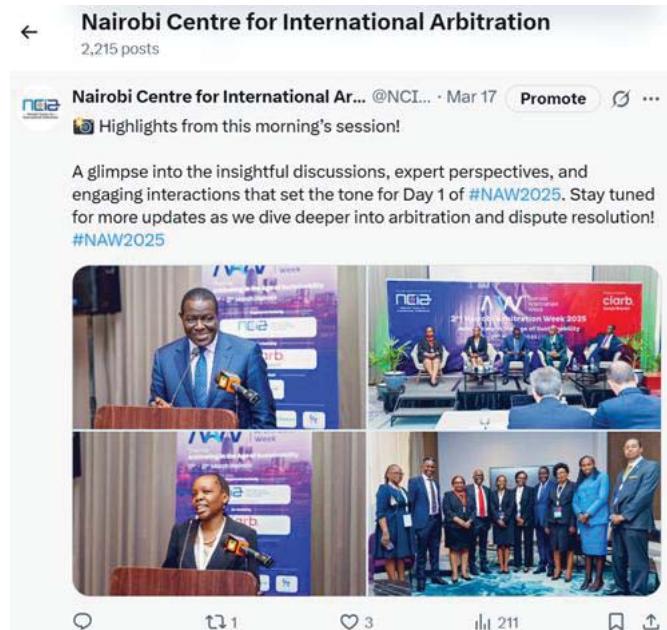 Nairobi Centre for International Arbitration
2,215 posts
Nairobi Centre for International Ar... @NCI... · Mar 17 Promote
📸 Highlights from this morning's session!
A glimpse into the insightful discussions, expert perspectives, and
engaging interactions that set the tone for Day 1 of #NAW2025. Stay tuned
for more updates as we dive deeper into arbitration and dispute resolution!
#NAW2025
ncia
ncia
ciarb.
2nd Nairobi Arbitration Week 2025
Week
1 3 211